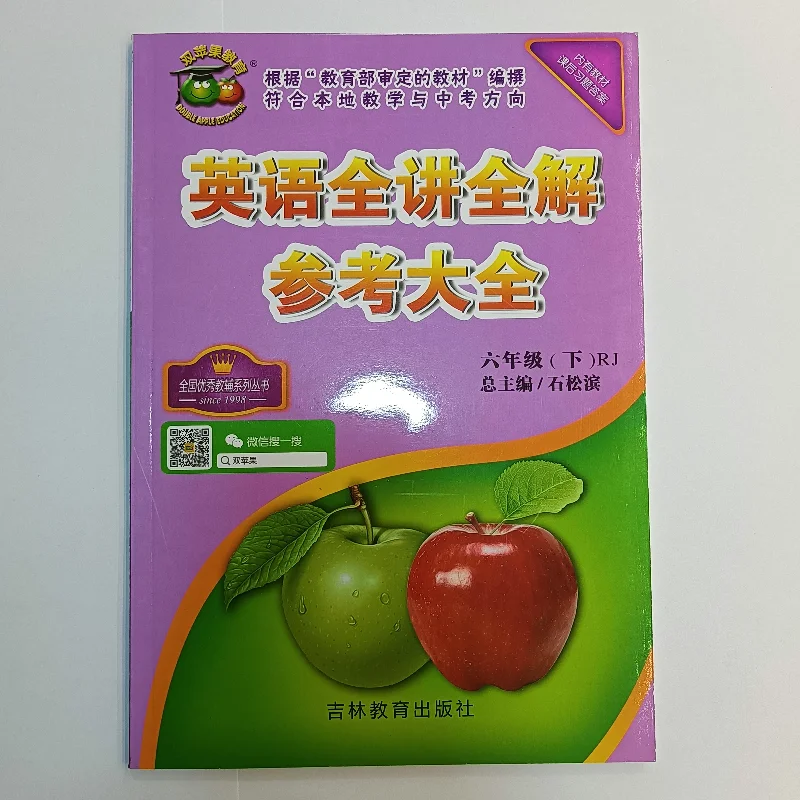 双苹果教育
®
DOUBLE APPLE EDUCATION
根据“教育部审定的教材”编撰
符合本地教学与中考方向
内有教材
课后习题答案
英语全讲全解
参考大全
六年级(下)RJ
总主编/石松滨
全国优秀教辅系列丛书
since 1998
微信搜一搜
双苹果
吉林教育出版社